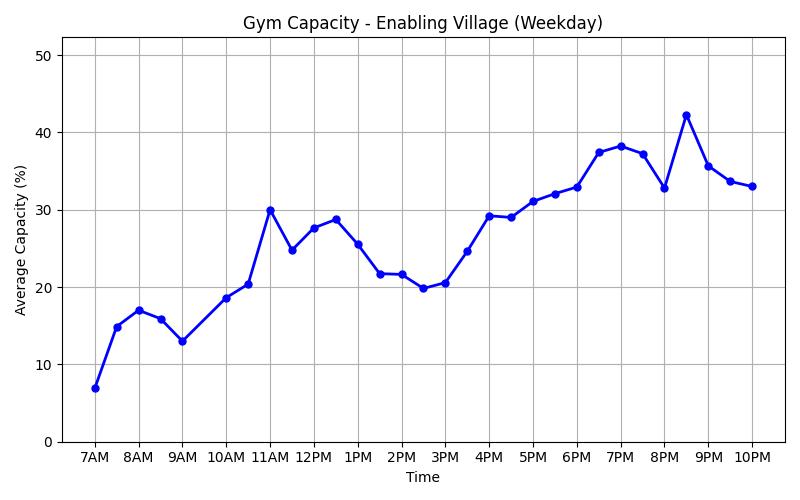 Gym Capacity - Enabling Village (Weekday)
Average Capacity (%)
50
40
30
20
10
0
7AM 8AM 9AM 10AM 11AM 12PM 1PM 2PM 3PM 4PM 5PM 6PM 7PM 8PM 9PM 10PM
Time